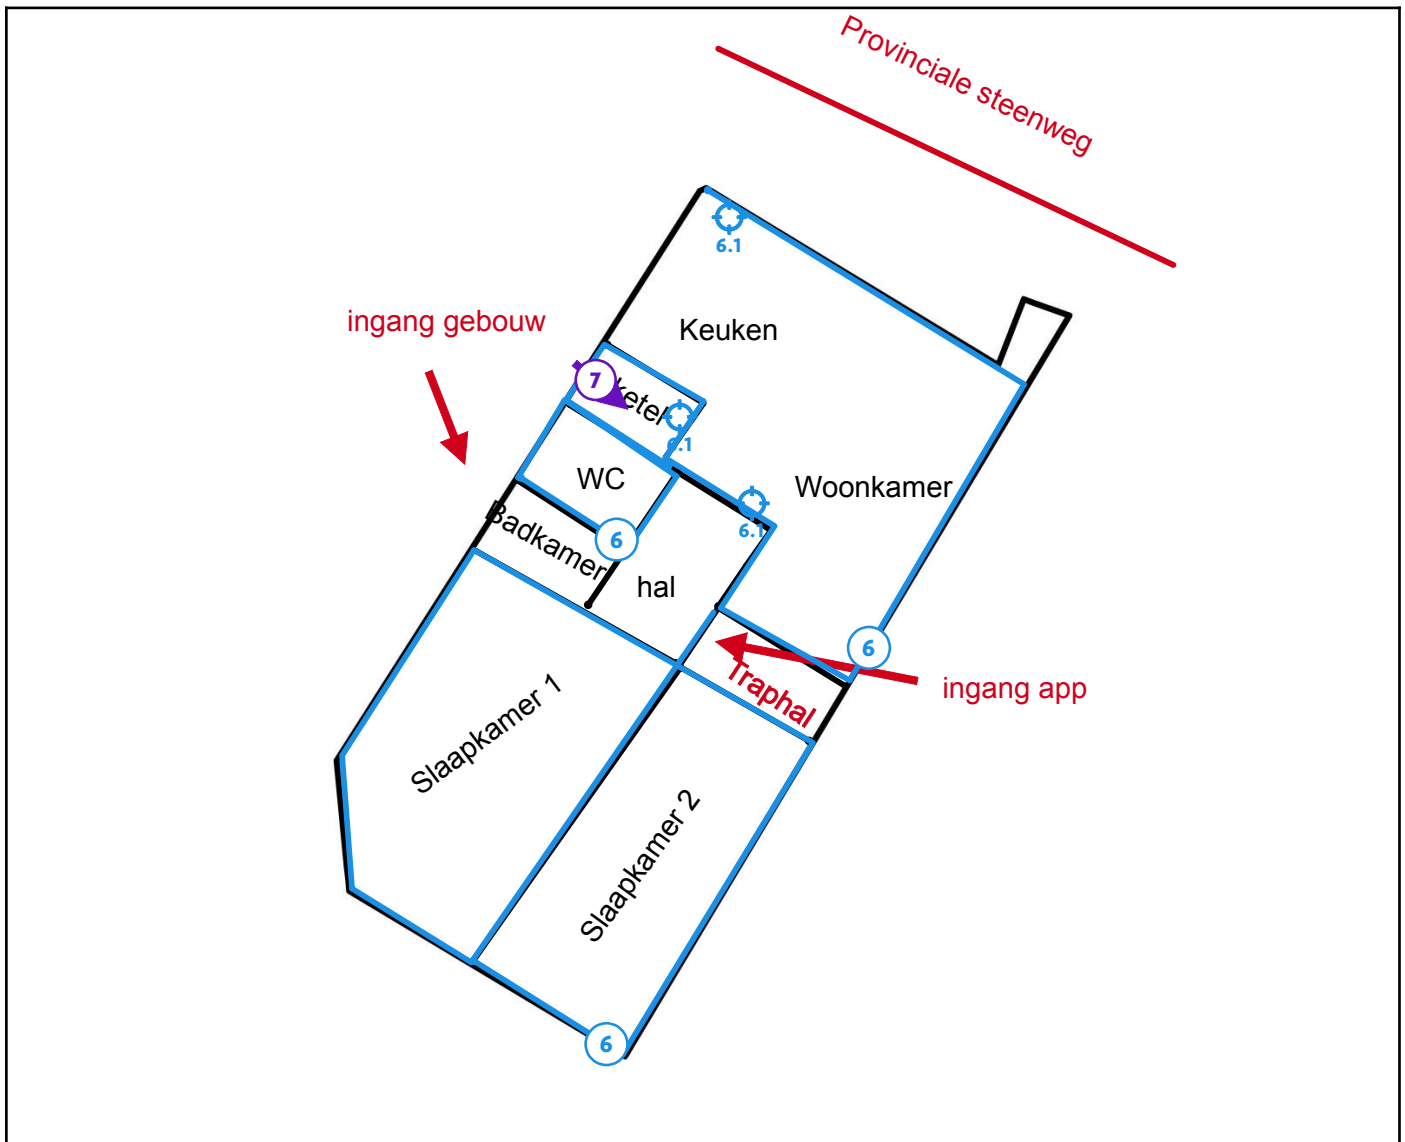 Provinciale steenweg
6.1
ingang gebouw
Keuken
7
ketel
6.1
WC
Woonkamer
6.1
Badkamer
6
hal
6
Traphal
ingang app
Slaapkamer 1
Slaapkamer 2
6